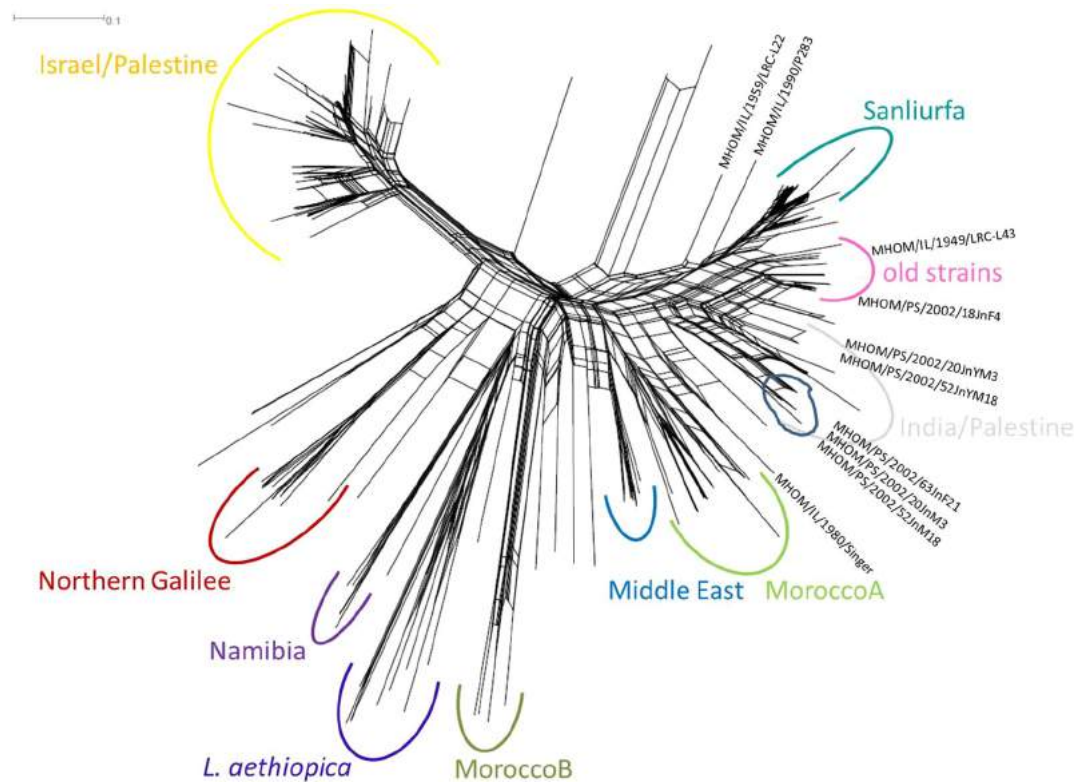 0.1
Israel/Palestine
MHOM/IL/1959/LRC-L22
MHOM/IL/1990/P283
Sanliurfa
MHOM/IL/1949/LRC-L43
old strains
MHOM/PS/2002/18JnF4
MHOM/PS/2002/20JnYM3
MHOM/PS/2002/52JnYM18
India/Palestine
MHOM/PS/2002/63JnF21
MHOM/PS/2002/20JnM3
MHOM/PS/2002/52JnM18
MHOM/IL/1980/Singer
Northern Galilee
Middle East
MoroccoA
Namibia
L. aethiopica
MoroccoB